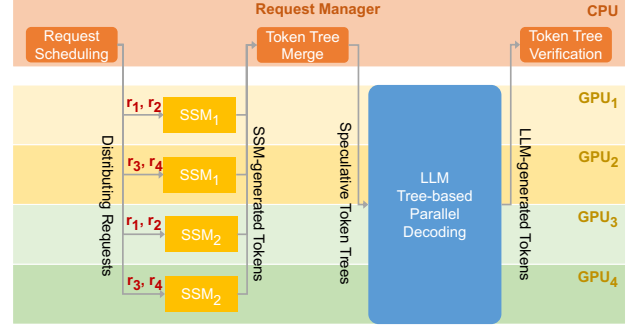 Request Manager
CPU
Request
Scheduling
Token Tree
Merge
Token Tree
Verification
GPU1
r1, r2
SSM1
GPU2
r3, r4
SSM1
GPU3
r1, r2
SSM2
GPU4
r3, r4
SSM2
Distributing Requests
SSM-generated Tokens
Speculative Token Trees
LLM
Tree-based
Parallel
Decoding
LLM-generated Tokens